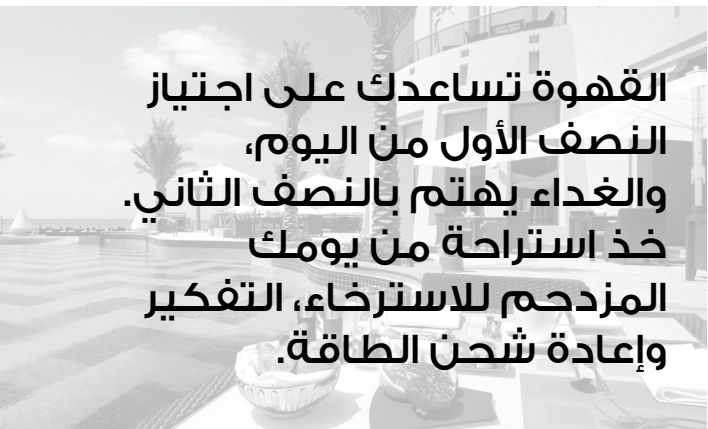 القهوة تساعدك على اجتياز
النصف الأول من اليوم،
والغداء يهتم بالنصف الثاني.
خذ استراحة من يومك
المزدحم للاسترخاء، التفكير
وإعادة شحن الطاقة.